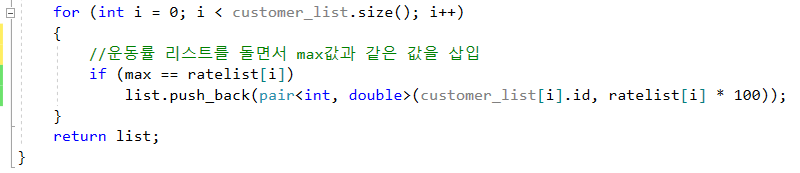 for (int i = 0; i < customer_list.size(); i++)
{
//운동률 리스트를 돌면서 max값과 같은 값을 삽입
if (max == ratelist[i])
list.push_back(pair<int, double>(customer_list[i].id, ratelist[i] * 100));
}
return list;
}